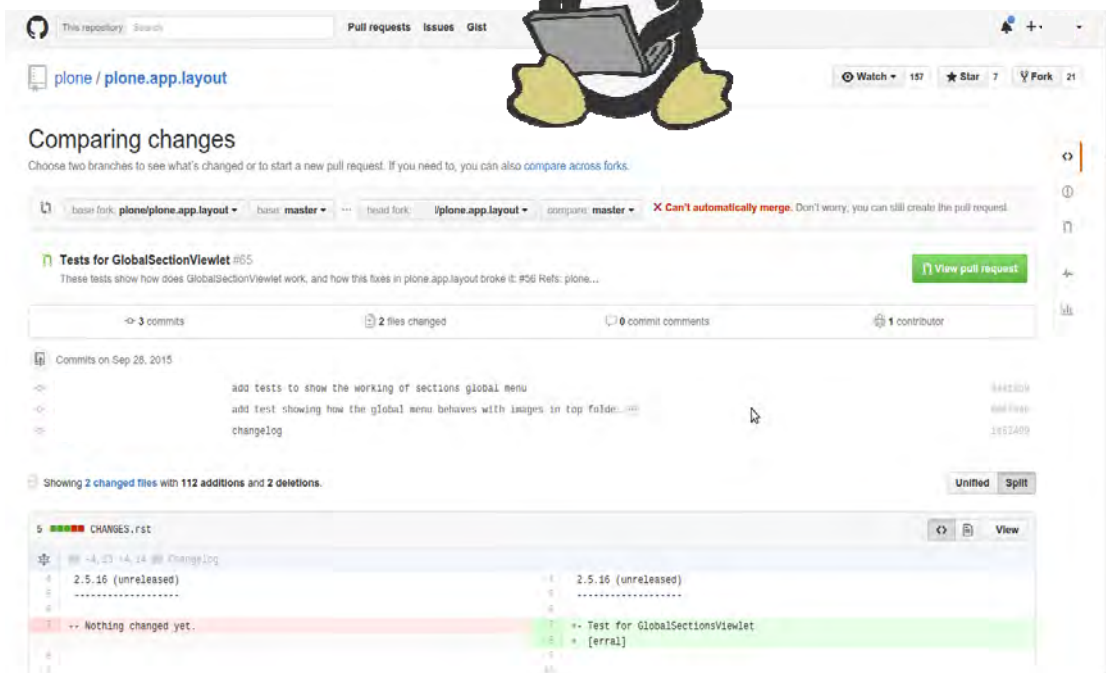 This repository Search Pull requests Issues Gist
plone / plone.app.layout Watch 157 Star 7 Fork 21
Comparing changes
Choose two branches to see what's changed or to start a new pull request. If you need to, you can also compare across forks.
base fork: plone/plone.app.layout base: master ... head fork: /plone.app.layout compare: master X Can't automatically merge. Don't worry, you can still create the pull request.
Tests for GlobalSectionViewlet #65 View pull request
These tests show how does GlobalSectionViewlet work, and how this fixes in plone.app.layout broke it: #56 Refs: plone...
3 commits 2 files changed 0 commit comments 1 contributor
Commits on Sep 28, 2015
add tests to show the working of sections global menu
add test showing how the global menu behaves with images in top folde…
changelog
Showing 2 changed files with 112 additions and 2 deletions. Unified Split
5 CHANGES.rst <> View
@@ -4,13 +4,14 @@ Changelog
4 2.5.16 (unreleased) 4 2.5.16 (unreleased)
5 ------------------- 5 -------------------
6 6
7 -- Nothing changed yet. 7 +- Test for GlobalSectionsViewlet
8 + [erral]
8 9